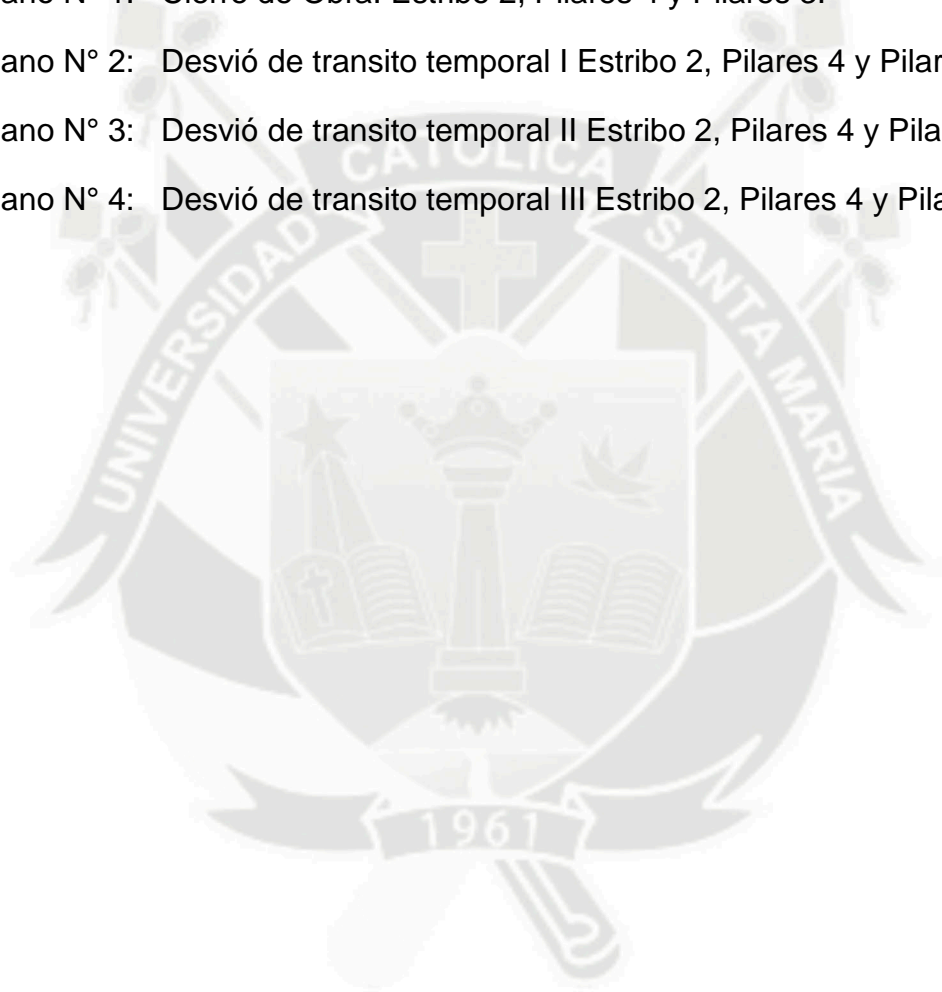 ano N° 1: Cierre de Obra: Estribo 2, Pilares 4 y Pilares
ano N° 2: Desvió de transito temporal I Estribo 2, Pilares 4 y Pilar
ano N° 3: Desvió de transito temporal II Estribo 2, Pilares 4 y Pila
ano N° 4: Desvió de transito temporal III Estribo 2, Pilares 4 y Pila
UNIVERSIDAD CATOLICA SANTA MARIA
1961